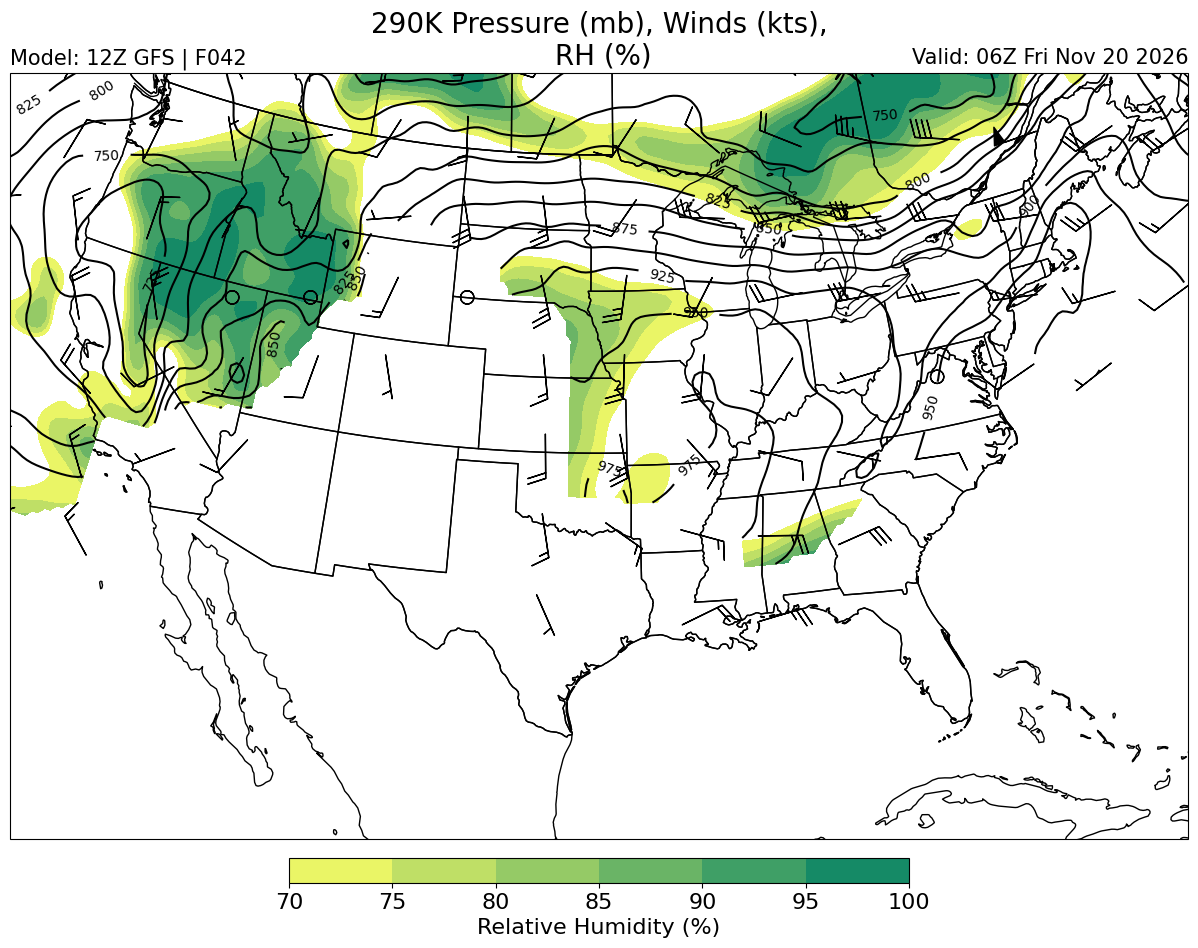 290K Pressure (mb), Winds (kts),
RH (%)
Model: 12Z GFS | F042
Valid: 06Z Fri Nov 20 2026
825
800
750
750
800
825
850
875
900
925
825
850
850
950
975
975
70 75 80 85 90 95 100
Relative Humidity (%)